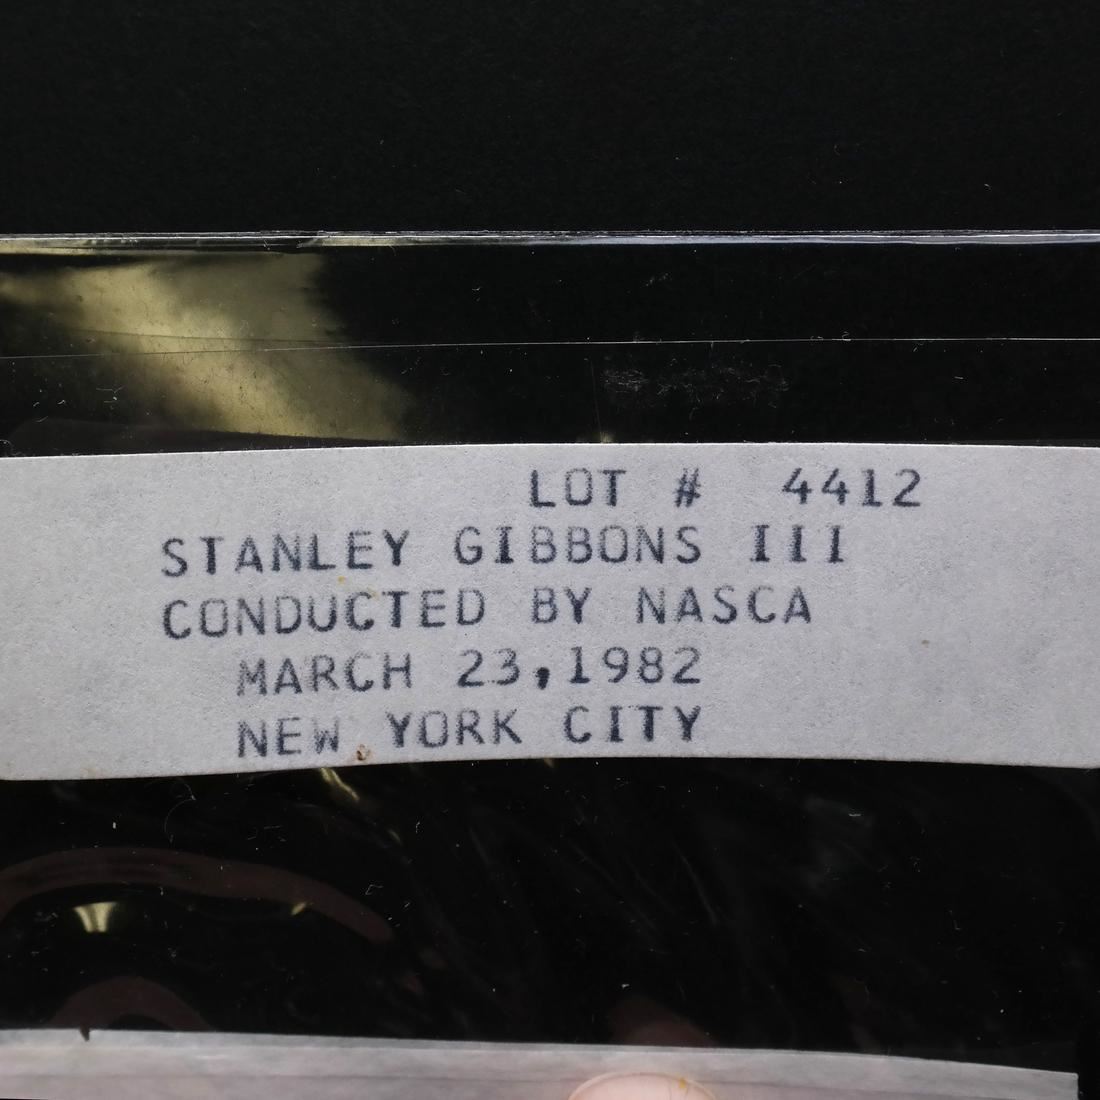 LOT # 4412
STANLEY GIBBONS III
CONDUCTED BY NASCA
MARCH 23,1982
NEW YORK CITY